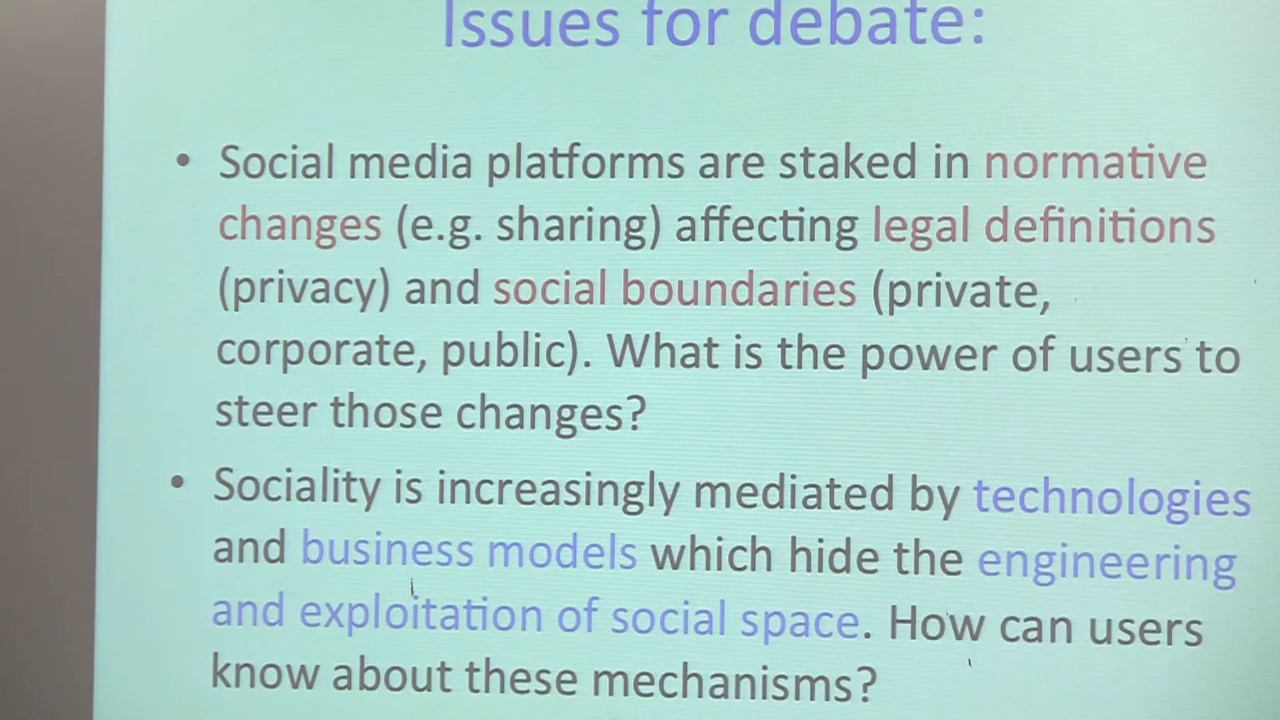 Issues for debate:
• Social media platforms are staked in normative
changes (e.g. sharing) affecting legal definitions
(privacy) and social boundaries (private,
corporate, public). What is the power of users to
steer those changes?
• Sociality is increasingly mediated by technologies
and business models which hide the engineering
and exploitation of social space. How can users
know about these mechanisms?